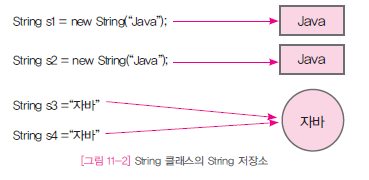 String s1 = new String("Java"); Java
String s2 = new String("Java"); Java
String s3 ="자바"
자바
String s4 ="자바"
[그림 11-2] String 클래스의 String 저장소